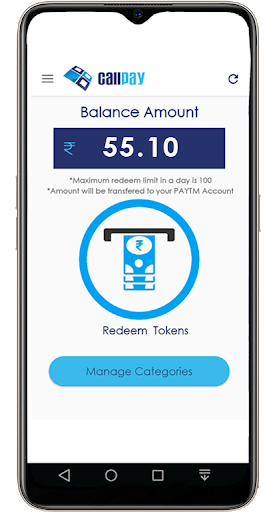 callpay
Balance Amount
₹ 55.10
*Maximum redeem limit in a day is 100
*Amount will be transfered to your PAYTM Account
₹
Redeem Tokens
Manage Categories